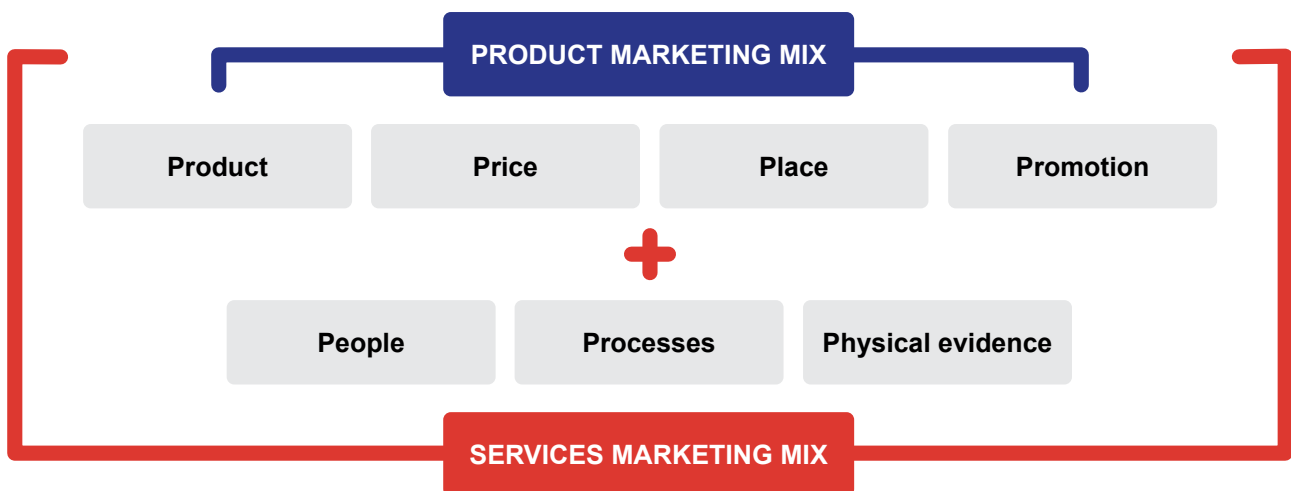 PRODUCT MARKETING MIX
Product
Price
Place
Promotion
People
Processes
Physical evidence
SERVICES MARKETING MIX